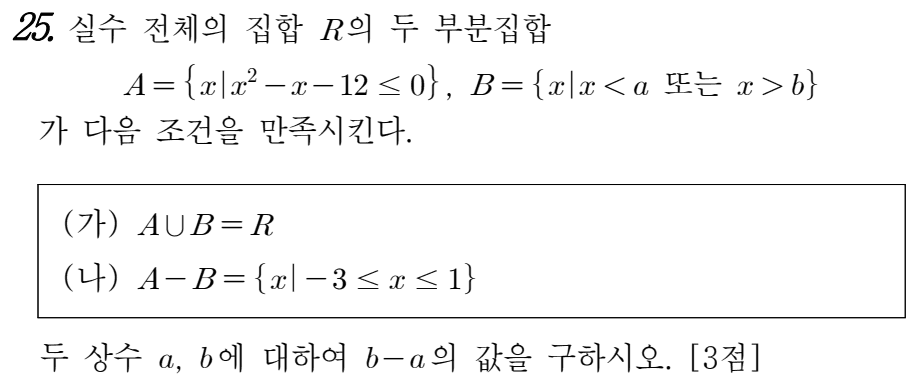 25. 실수 전체의 집합 R의 두 부분집합
A={x|x²-x-12≤0}, B={x|x<a 또는 x>b}
가 다음 조건을 만족시킨다.
(가) A∪B=R
(나) A-B={x|-3≤x≤1}
두 상수 a, b에 대하여 b-a의 값을 구하시오. [3점]